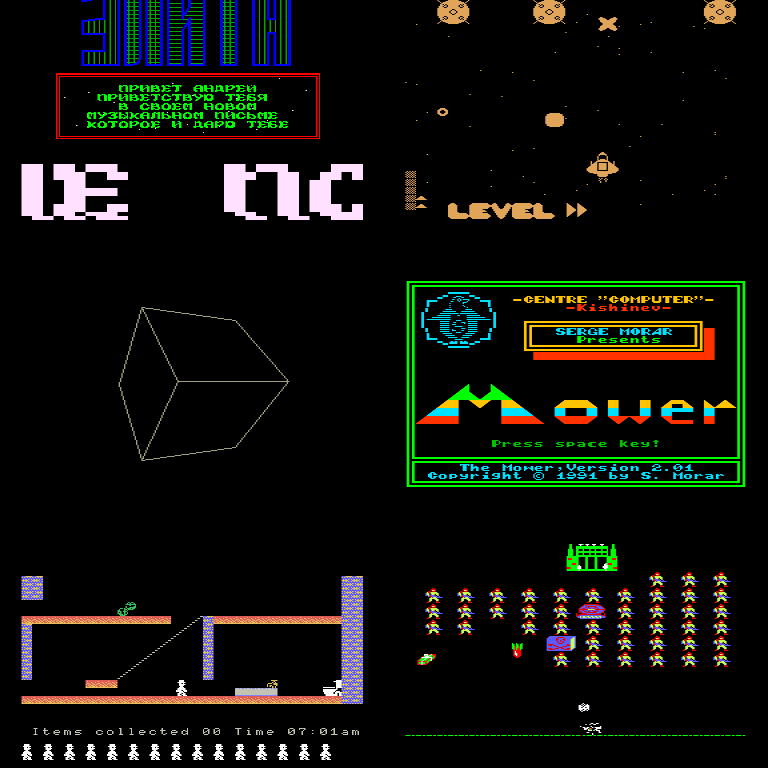 ПРИВЕТ АНДРЕЙ
ПРИВЕТСТВУЮ ТЕБЯ
В СВОЕМ НОВОМ
МУЗЫКАЛЬНОМ ПИСЬМЕ
КОТОРОЕ И ДАРЮ ТЕБЕ
LEVEL
-CENTRE "COMPUTER"-
-Kishinev-
SERGE MORAR
Presents
Mower
Press space key!
The Mower,Version 2.01
Copyright © 1991 by S. Morar
Items collected 00 Time 07:01am